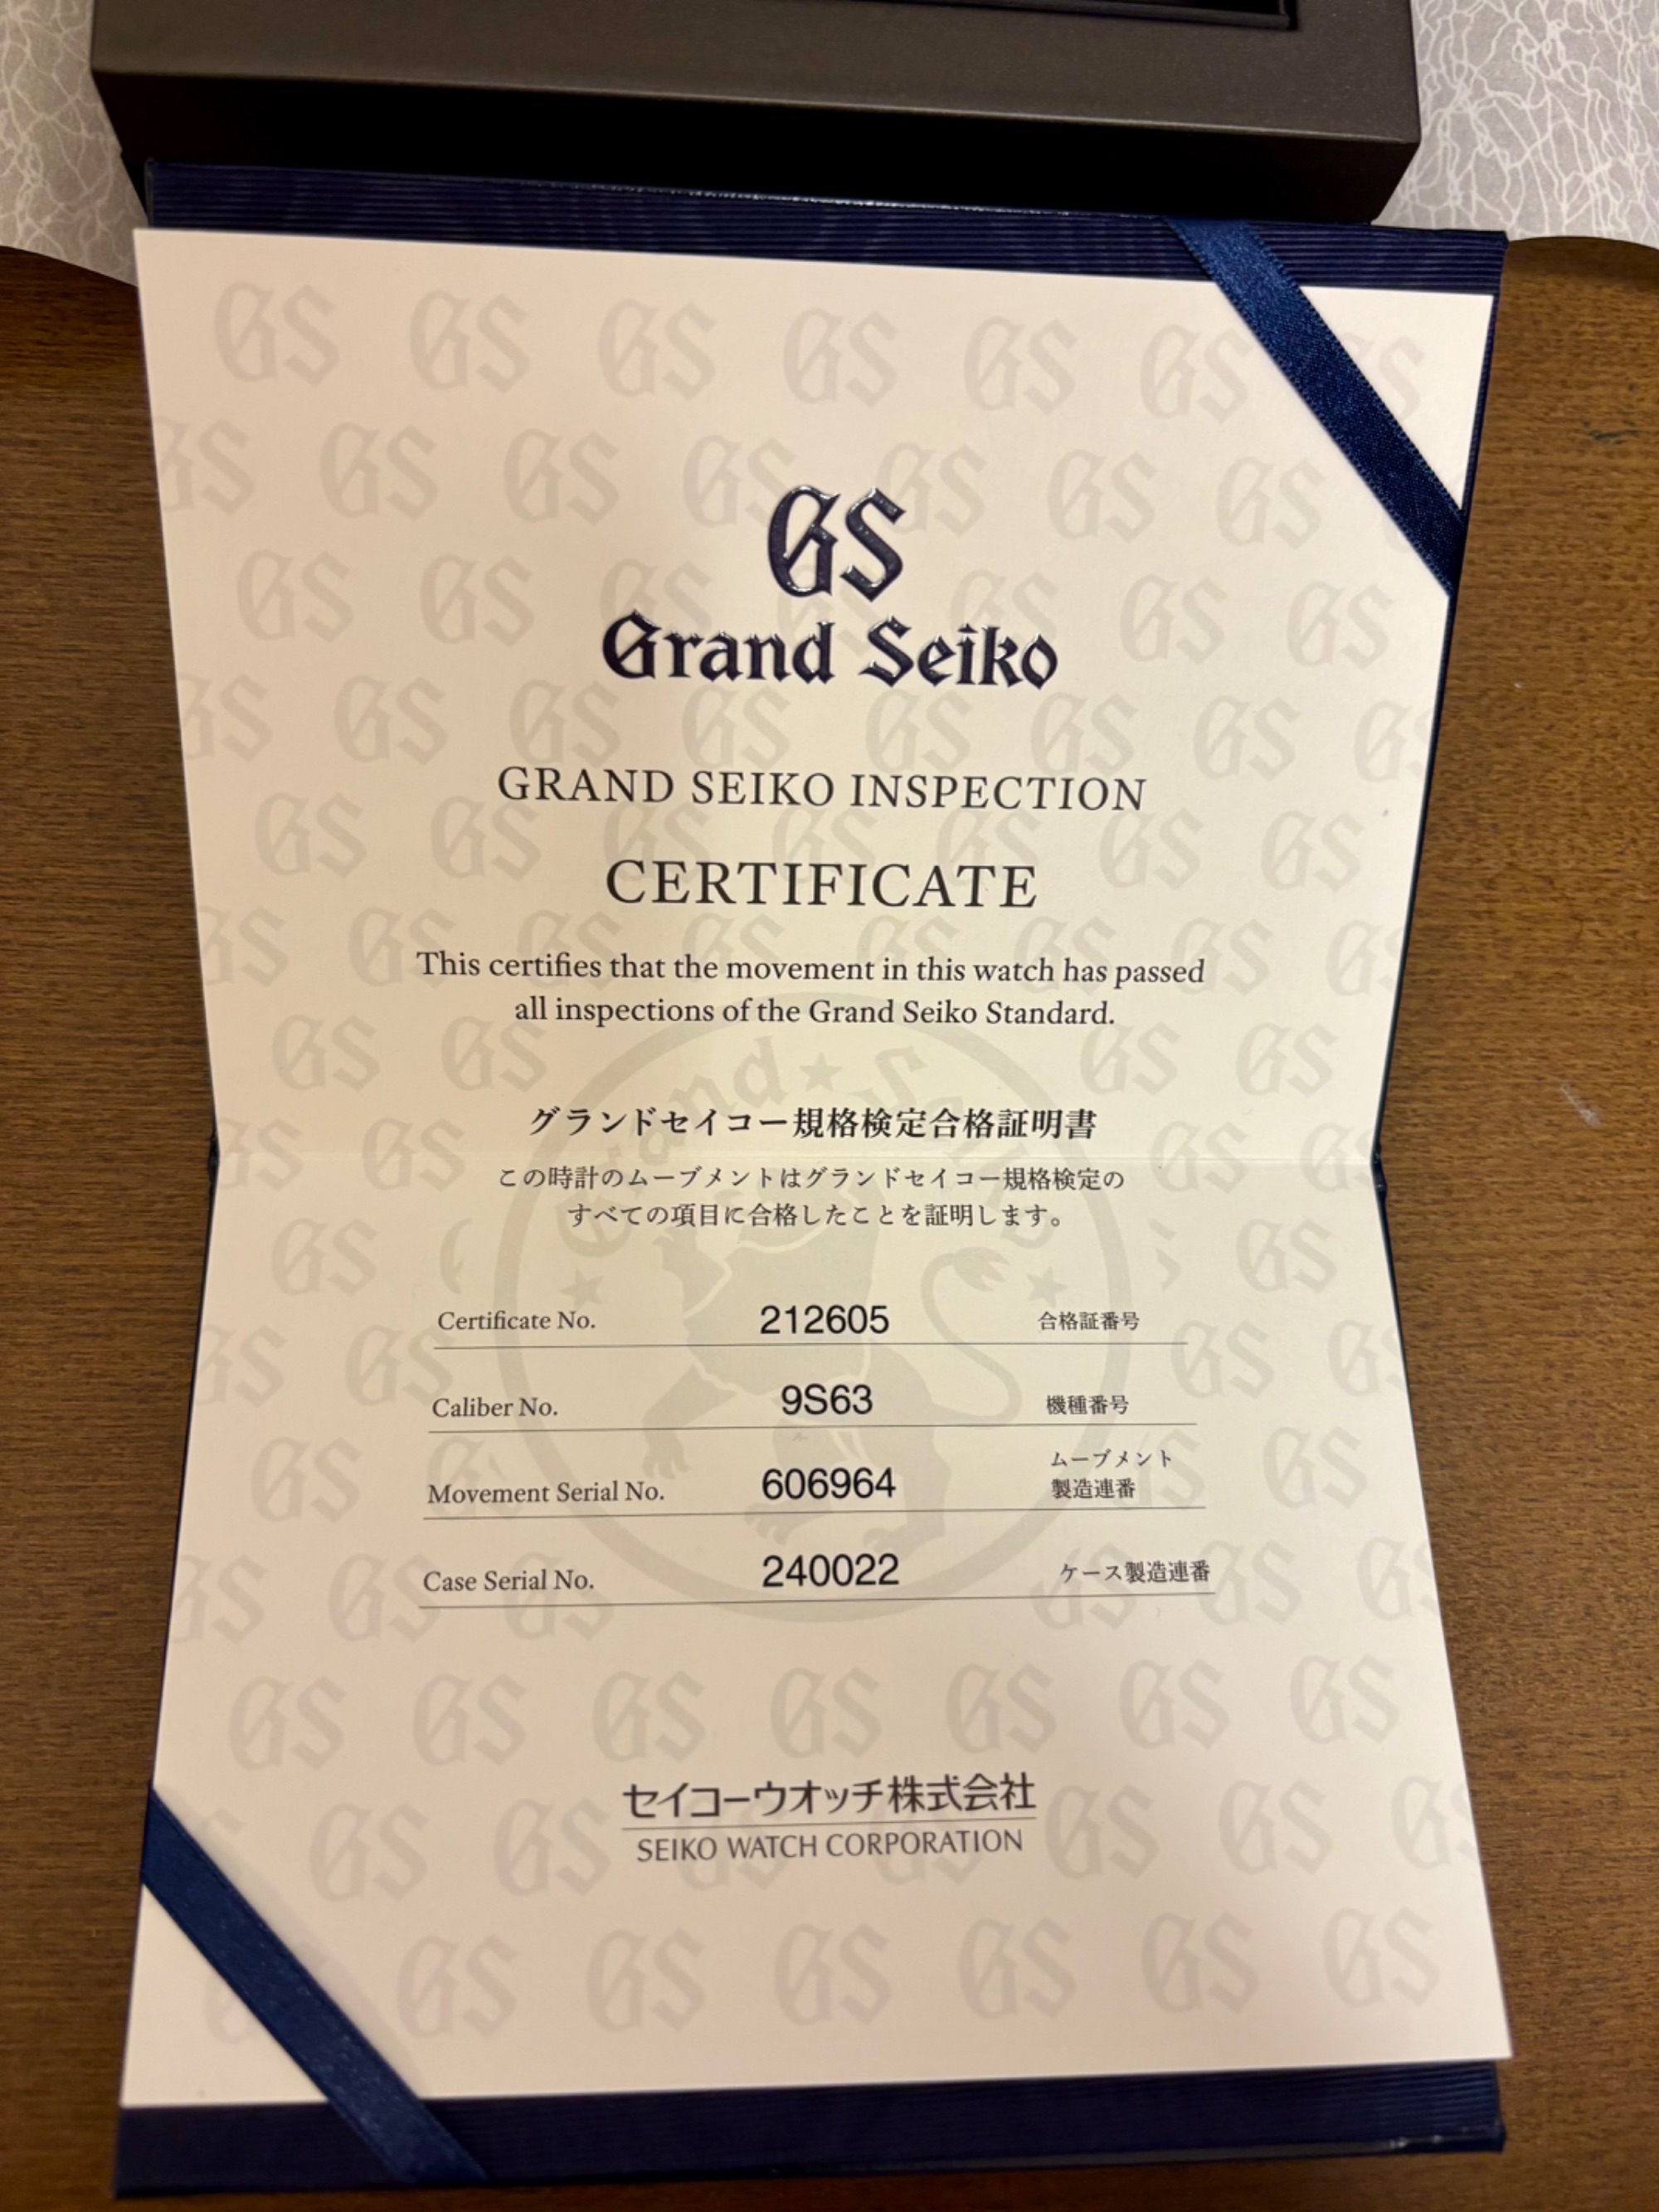 GS
Grand Seiko
GRAND SEIKO INSPECTION
CERTIFICATE
This certifies that the movement in this watch has passed
all inspections of the Grand Seiko Standard.
グランドセイコー規格検定合格証明書
この時計のムーブメントはグランドセイコー規格検定の
すべての項目に合格したことを証明します。
Certificate No. 212605 合格証番号
Caliber No. 9S63 機種番号
Movement Serial No. 606964 ムーブメント
製造連番
Case Serial No. 240022 ケース製造連番
セイコーウオッチ株式会社
SEIKO WATCH CORPORATION